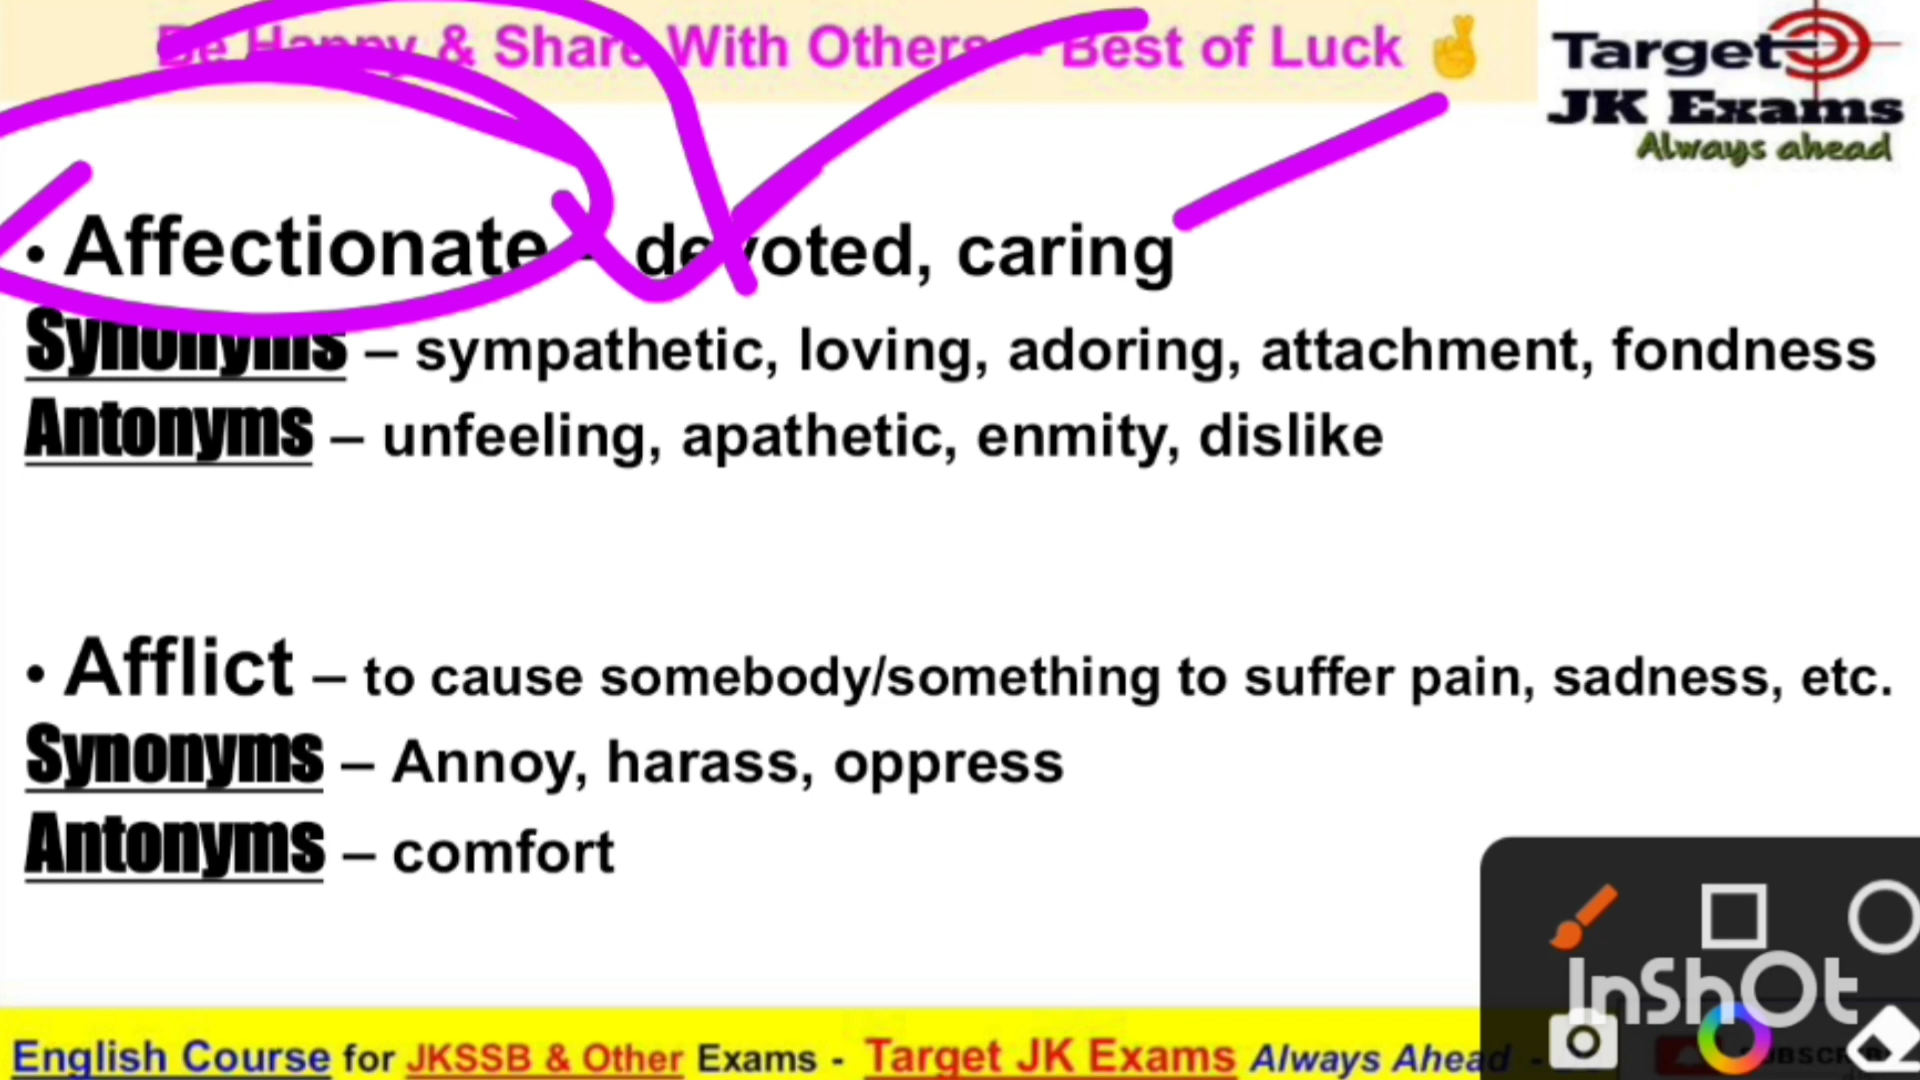 Be Happy & Share With Others - Best of Luck ✌
Target
JK Exams
Always ahead
• Affectionate - devoted, caring
Synonyms – sympathetic, loving, adoring, attachment, fondness
Antonyms – unfeeling, apathetic, enmity, dislike
• Afflict – to cause somebody/something to suffer pain, sadness, etc.
Synonyms – Annoy, harass, oppress
Antonyms – comfort
InShOt
English Course for JKSSB & Other Exams - Target JK Exams Always Ahead -